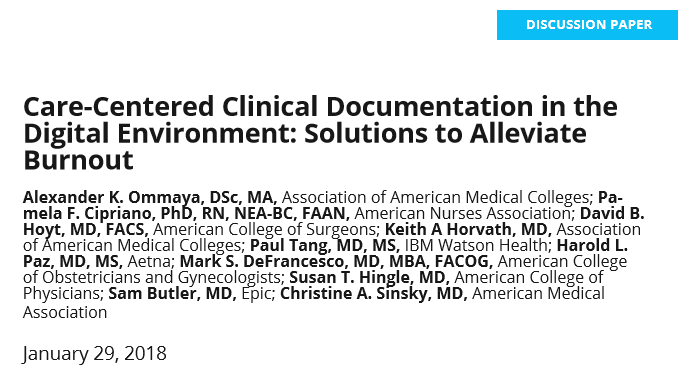 DISCUSSION PAPER
Care-Centered Clinical Documentation in the
Digital Environment: Solutions to Alleviate
Burnout
Alexander K. Ommaya, DSc, MA, Association of American Medical Colleges; Pa-
mela F. Cipriano, PhD, RN, NEA-BC, FAAN, American Nurses Association; David B.
Hoyt, MD, FACS, American College of Surgeons; Keith A Horvath, MD, Association
of American Medical Colleges; Paul Tang, MD, MS, IBM Watson Health; Harold L.
Paz, MD, MS, Aetna; Mark S. DeFrancesco, MD, MBA, FACOG, American College
of Obstetricians and Gynecologists; Susan T. Hingle, MD, American College of
Physicians; Sam Butler, MD, Epic; Christine A. Sinsky, MD, American Medical
Association
January 29, 2018